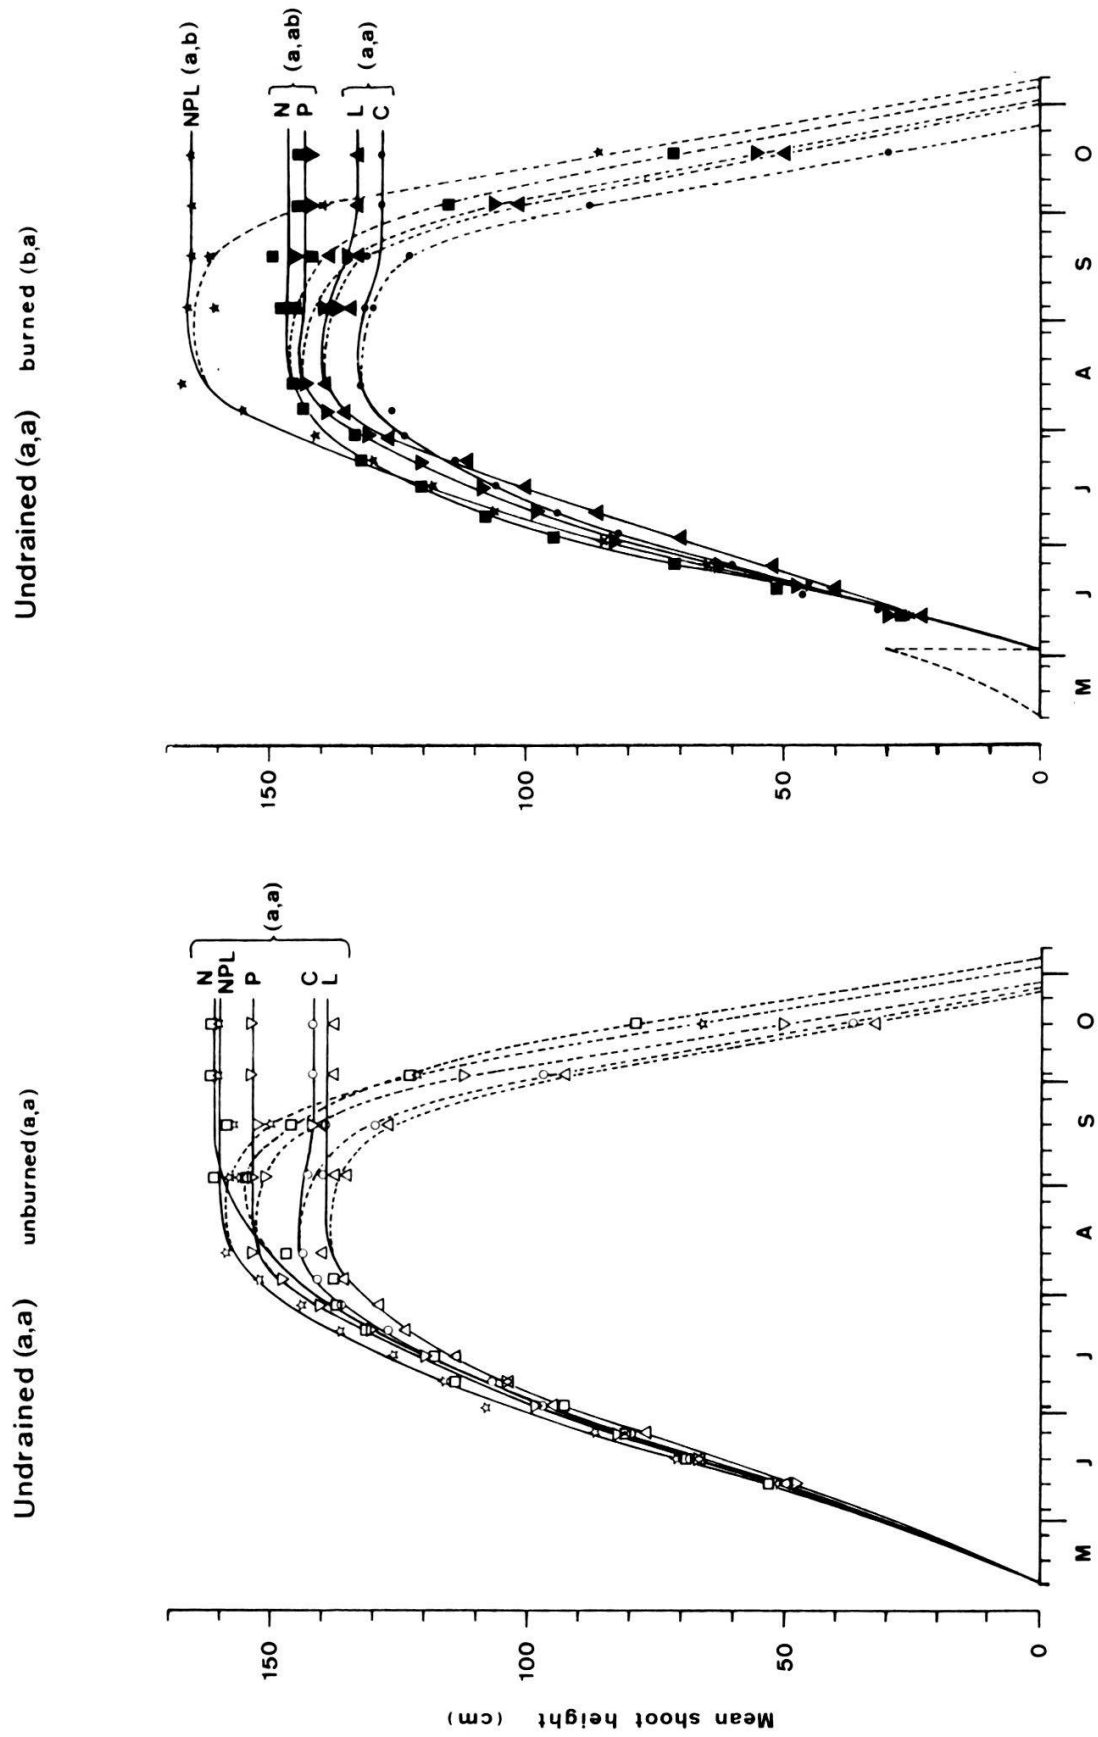 Undrained (a,a) unburned (a,a)
N
NPL
P
C
L
(a,a)
150
100
50
0
Mean shoot height (cm)
M J J A S O
Undrained (a,a) burned (b,a)
NPL (a,b)
N
P
(a,ab)
L
C
(a,a)
150
100
50
0
M J J A S O